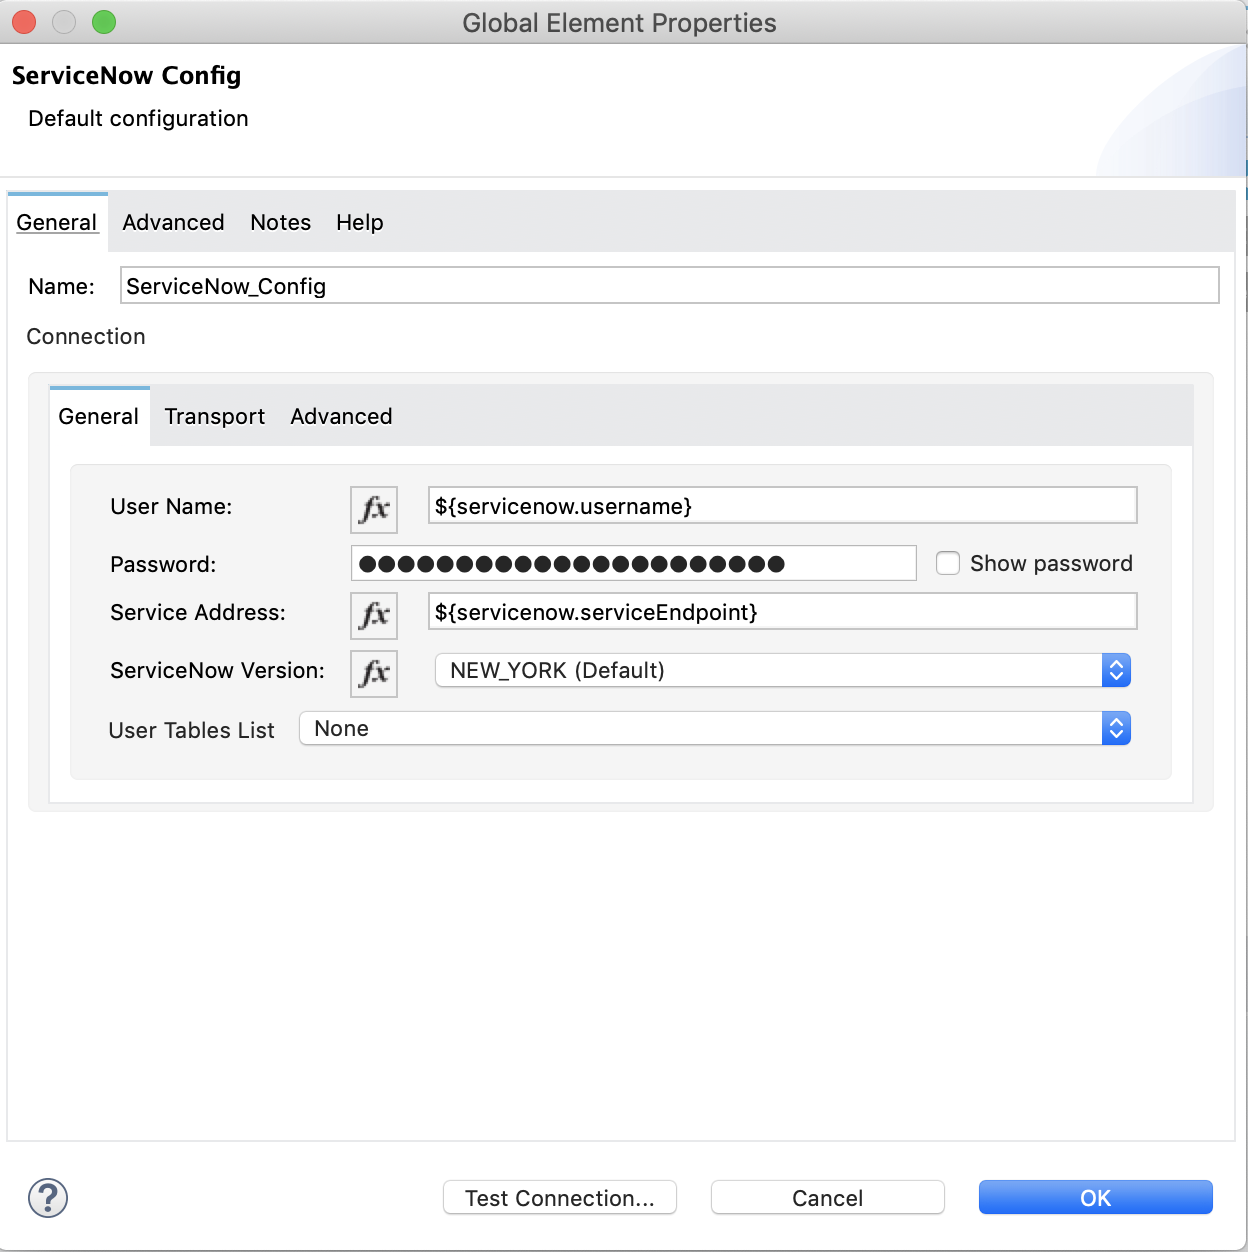 Global Element Properties
ServiceNow Config
Default configuration
General Advanced Notes Help
Name: ServiceNow_Config
Connection
General Transport Advanced
User Name: fx ${servicenow.username}
Password: ●●●●●●●●●●●●●●●●●●●●●● Show password
Service Address: fx ${servicenow.serviceEndpoint}
ServiceNow Version: fx NEW_YORK (Default)
User Tables List None
? Test Connection... Cancel OK